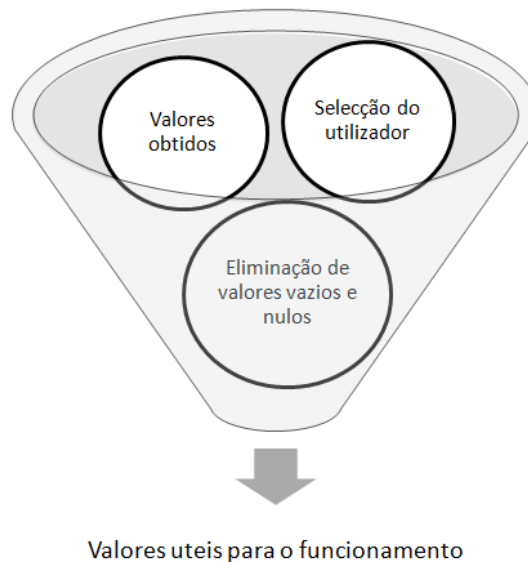 Valores
obtidos
Selecção do
utilizador
Eliminação de
valores vazios e
nulos
Valores uteis para o funcionamento